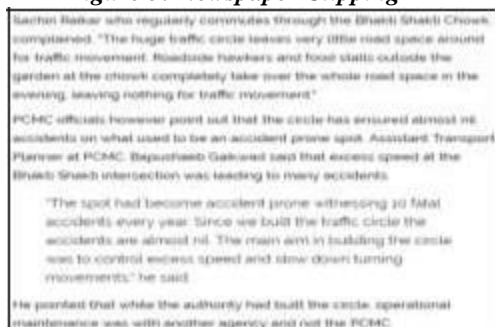 Sachin Raikar who regularly commutes through the Bhakti Shakti Chowk
complained. "The huge traffic circle leaves very little road space around
for traffic movement. Roadside hawkers and food stalls outside the
garden at the chowk completely take over the whole road space in the
evening, leaving nothing for traffic movement."
PCMC officials however point out that the circle has ensured almost nil
accidents on what used to be an accident prone spot. Assistant Transport
Planner at PCMC, Bapusaheb Gaikwad said that excess speed at the
Bhakti Shakti intersection was leading to many accidents.
"The spot had become accident prone witnessing 10 fatal
accidents every year. Since we built the traffic circle the
accidents are almost nil. The main aim in building the circle
was to control excess speed and slow down turning
movements," he said.
He pointed that while the authority had built the circle, operational
maintenance was with another agency and not the PCMC.